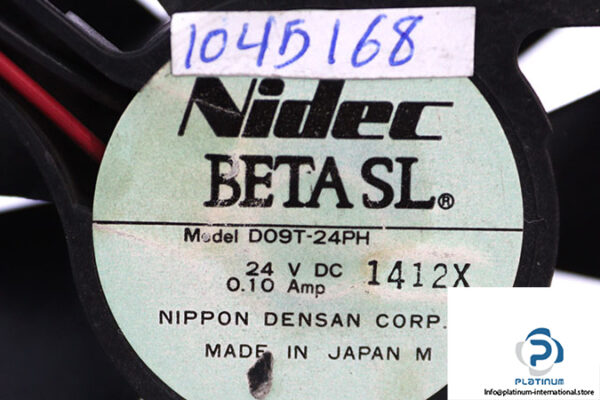 1045168
Nidec
BETA SL®
Model D09T-24PH
24 V DC
0.10 Amp
1412X
NIPPON DENSAN CORP.
MADE IN JAPAN M
PLATINUM
Info@platinum-international.store